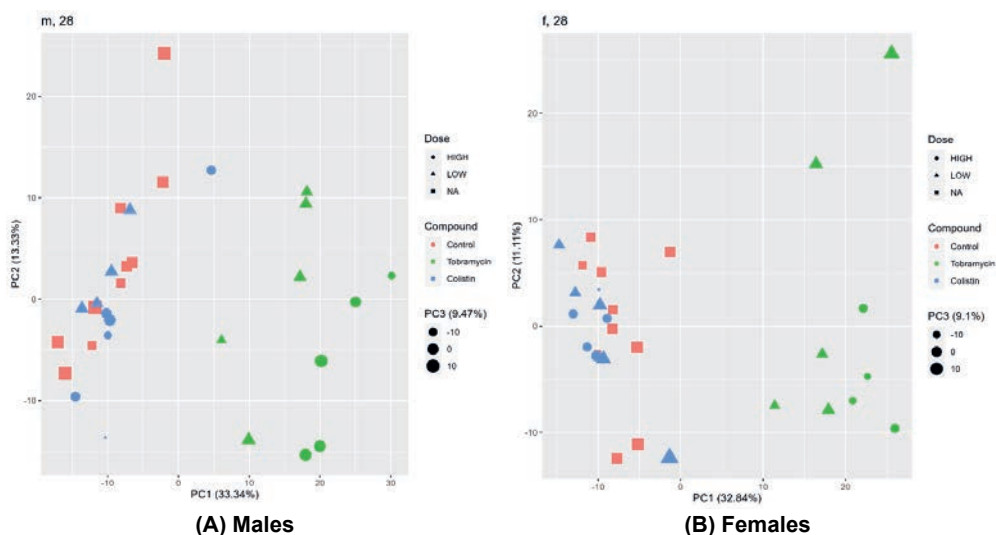 m, 28
20
10
0
-10
-10
0
10
20
30
PC2 (13.33%)
PC1 (33.34%)
Dose
HIGH
LOW
NA
Compound
Control
Tobramycin
Colistin
PC3 (9.47%)
-10
0
10
(A) Males
f, 28
20
10
0
-10
-10
0
10
20
PC2 (11.11%)
PC1 (32.84%)
Dose
HIGH
LOW
NA
Compound
Control
Tobramycin
Colistin
PC3 (9.1%)
-10
0
10
(B) Females